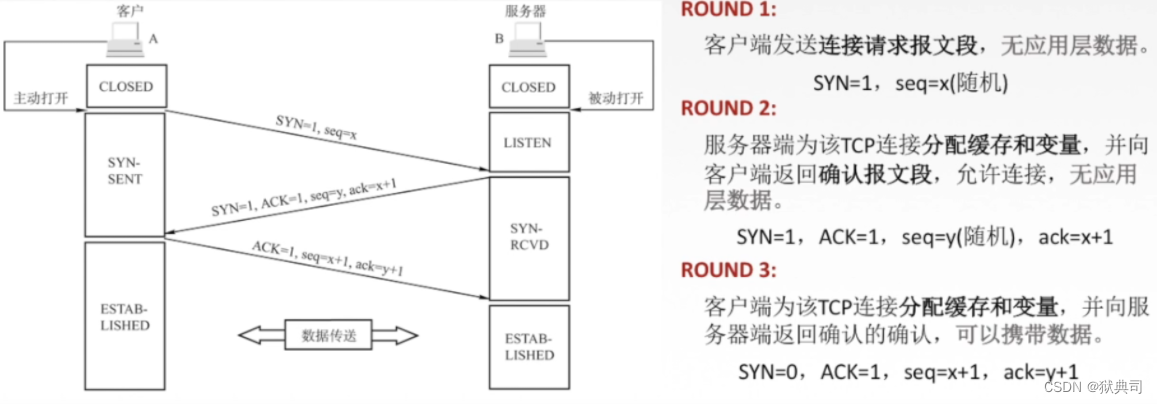 客户
A
CLOSED
主动打开
SYN-
SENT
ESTAB-
LISHED
SYN=1, seq=x
SYN=1, ACK=1, seq=y, ack=x+1
ACK=1, seq=x+1, ack=y+1
数据传送
服务器
B
CLOSED
被动打开
LISTEN
SYN-
RCVD
ESTAB-
LISHED
ROUND 1:
客户端发送连接请求报文段，无应用层数据。
SYN=1，seq=x(随机)
ROUND 2:
服务器端为该TCP连接分配缓存和变量，并向
客户端返回确认报文段，允许连接，无应用
层数据。
SYN=1，ACK=1，seq=y(随机)，ack=x+1
ROUND 3:
客户端为该TCP连接分配缓存和变量，并向服
务器端返回确认的确认，可以携带数据。
SYN=0，ACK=1，seq=x+1，ack=y+1
CSDN @狱典司